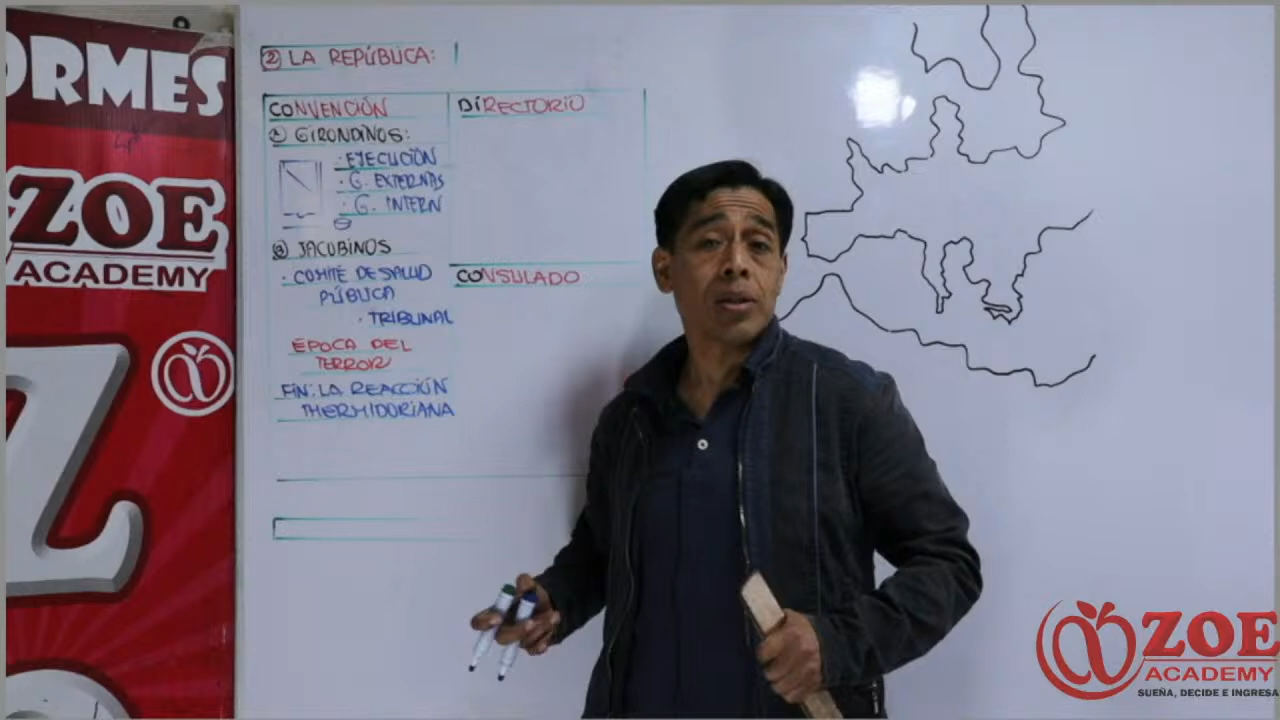 ORMES
ZOE
ACADEMY
Z
② LA REPÚBLICA:
CONVENCIÓN
① GIRONDINOS:
· EJECUCIÓN
· G. EXTERNAS
· G. INTERN
② JACOBINOS
· COMITÉ DE SALUD
PÚBLICA
· TRIBUNAL
ÉPOCA DEL
TERROR
FIN: LA REACCIÓN
THERMIDORIANA
DIRECTORIO
CONSULADO
ZOE
ACADEMY
SUEÑA, DECIDE E INGRESA